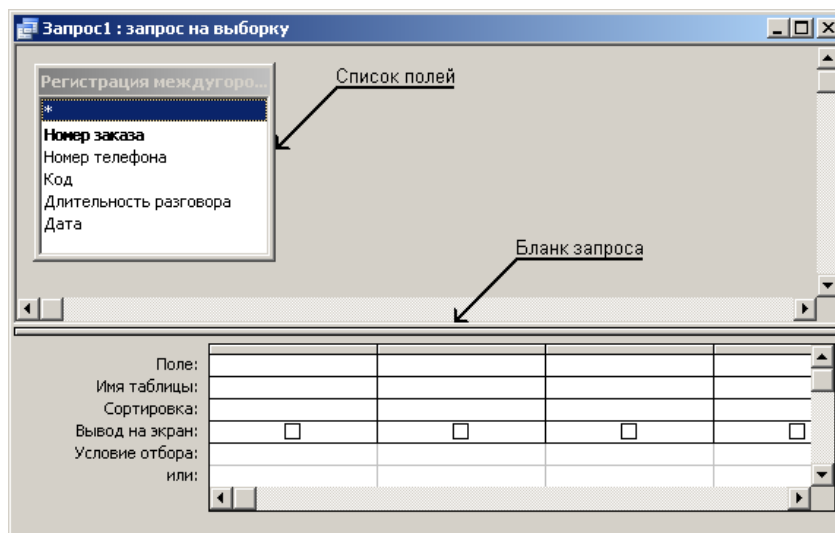 Запрос1 : запрос на выборку
Регистрация междугоро...
Список полей
*
Номер заказа
Номер телефона
Код
Длительность разговора
Дата
Бланк запроса
Поле:
Имя таблицы:
Сортировка:
Вывод на экран:
Условие отбора:
или: